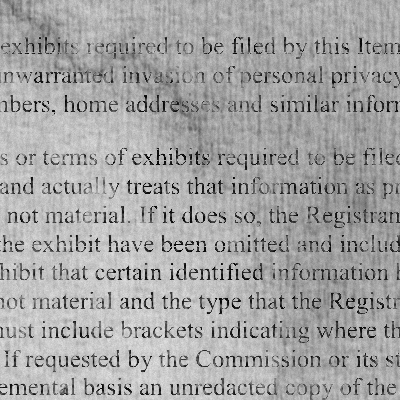 exhibits required to be filed by this Item
unwarranted invasion of personal privacy
nbers, home addresses and similar infor
s or terms of exhibits required to be filed
and actually treats that information as p
not material. If it does so, the Registran
the exhibit have been omitted and includ
hibit that certain identified information
not material and the type that the Registr
must include brackets indicating where th
If requested by the Commission or its st
emental basis an unredacted copy of the